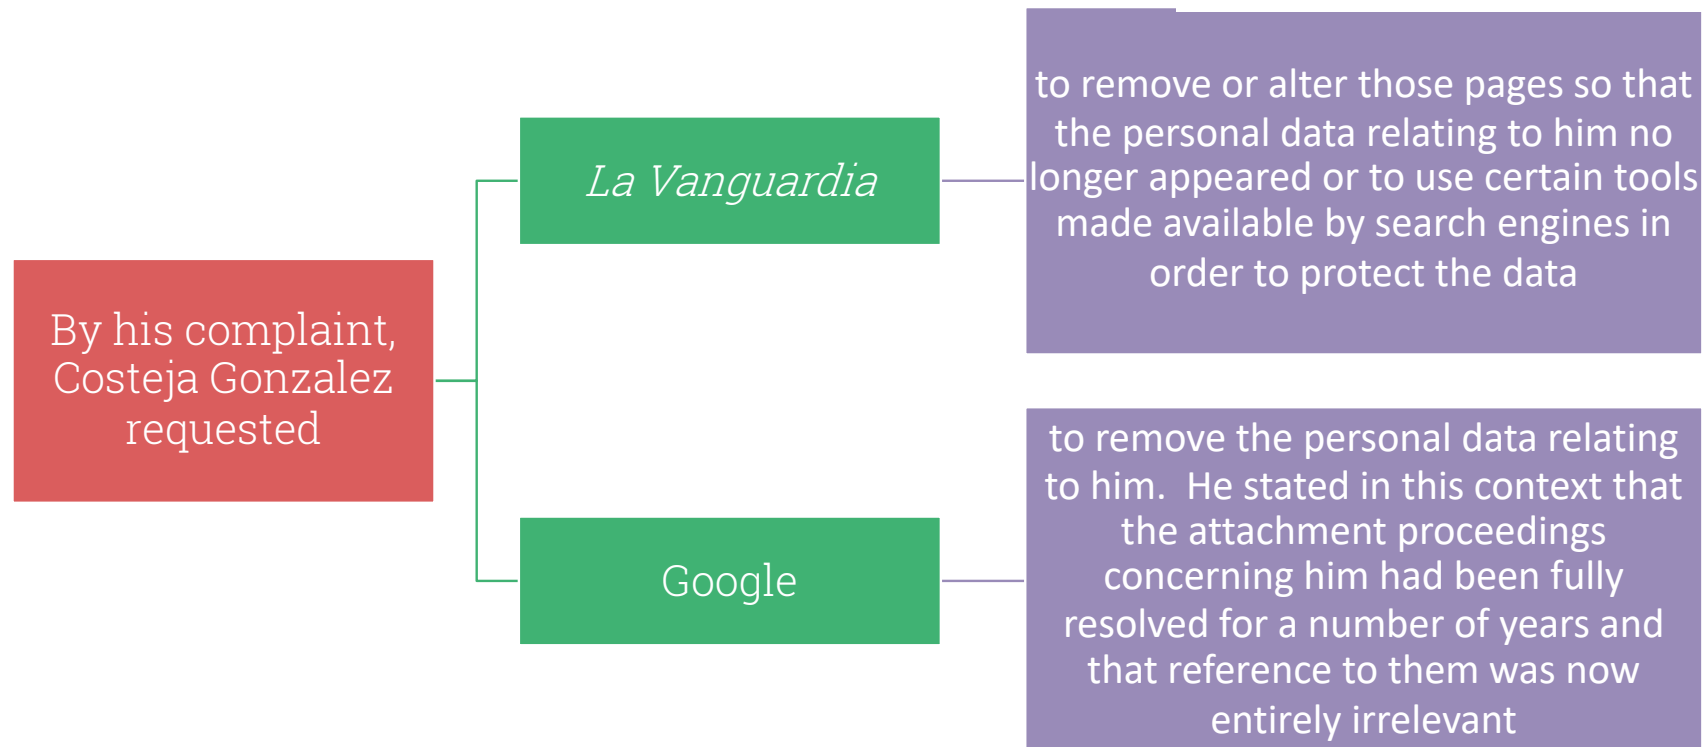 By his complaint,
Costeja Gonzalez
requested
La Vanguardia
to remove or alter those pages so that
the personal data relating to him no
longer appeared or to use certain tools
made available by search engines in
order to protect the data
Google
to remove the personal data relating
to him.  He stated in this context that
the attachment proceedings
concerning him had been fully
resolved for a number of years and
that reference to them was now
entirely irrelevant